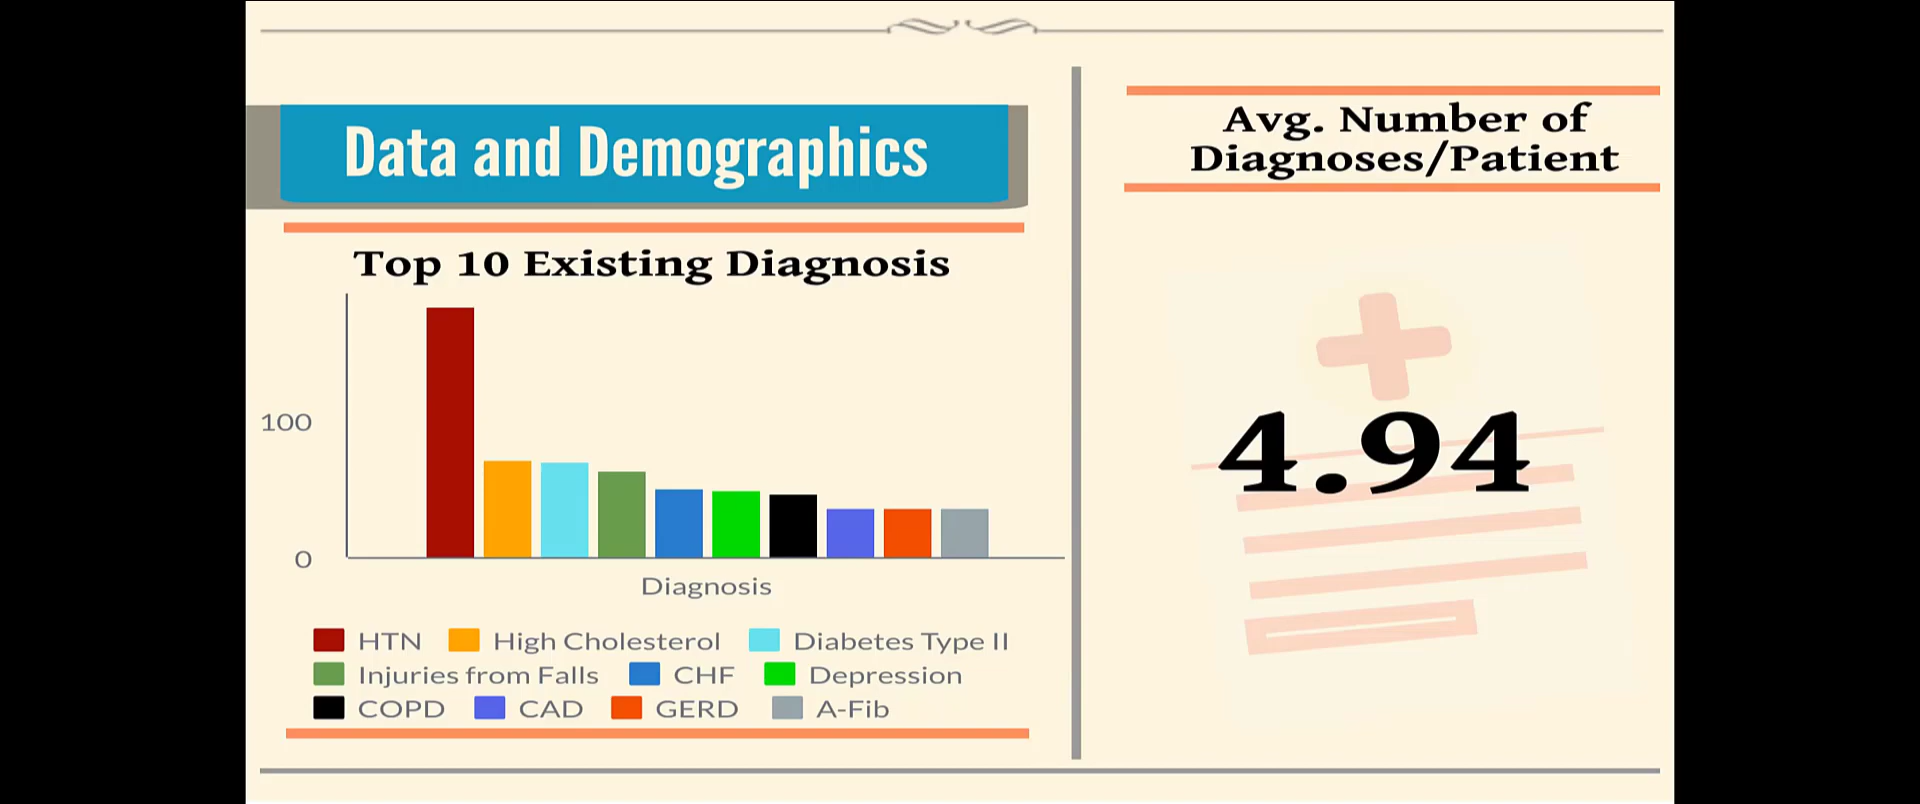 Data and Demographics
Top 10 Existing Diagnosis
100
0
Diagnosis
HTN High Cholesterol Diabetes Type II
Injuries from Falls CHF Depression
COPD CAD GERD A-Fib
Avg. Number of
Diagnoses/Patient
4.94